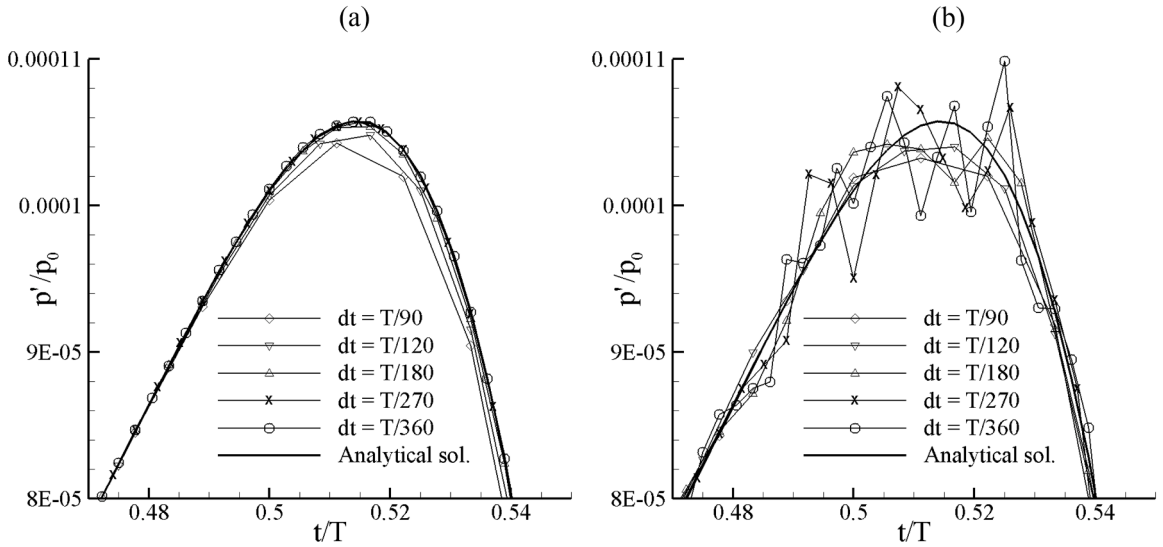 (a)
0.00011
0.0001
9E-05
8E-05
p'/p0
0.48
0.5
0.52
0.54
t/T
dt = T/90
dt = T/120
dt = T/180
dt = T/270
dt = T/360
Analytical sol.
(b)
0.00011
0.0001
9E-05
8E-05
p'/p0
0.48
0.5
0.52
0.54
t/T
dt = T/90
dt = T/120
dt = T/180
dt = T/270
dt = T/360
Analytical sol.